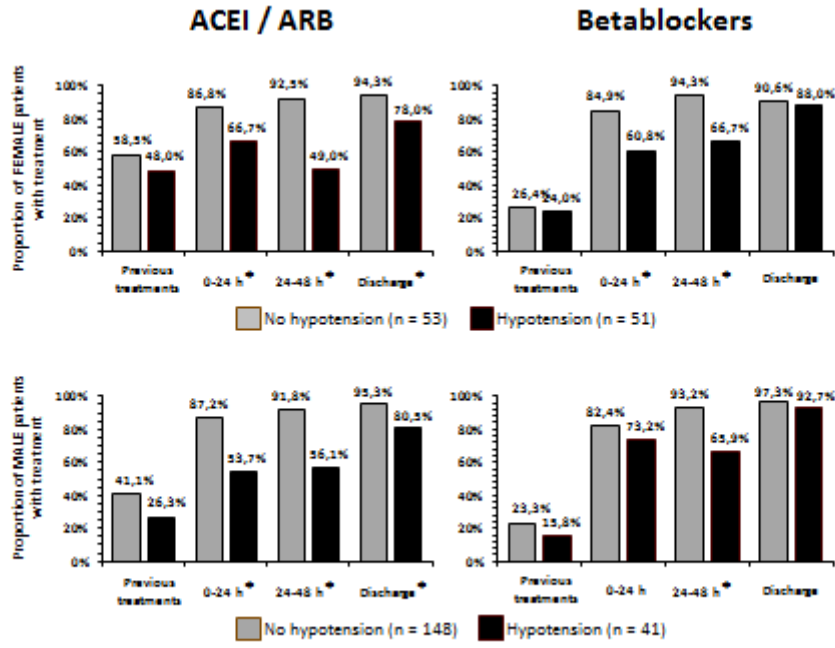 ACEI / ARB
Betablockers
Proportion of FEMALE patients
with treatment
100%
80%
60%
40%
20%
0%
58,5%
48,0%
86,8%
66,7%
92,5%
49,0%
94,3%
78,0%
Previous
treatments
0-24 h*
24-48 h*
Discharge*
100%
80%
60%
40%
20%
0%
26,4%
24,0%
84,9%
60,8%
94,3%
66,7%
90,6%
88,0%
Previous
treatments
0-24 h*
24-48 h*
Discharge
No hypotension (n = 53)
Hypotension (n = 51)
Proportion of MALE patients
with treatment
100%
80%
60%
40%
20%
0%
41,1%
26,3%
87,2%
53,7%
91,8%
56,1%
95,3%
80,5%
Previous
treatments
0-24 h*
24-48 h*
Discharge*
100%
80%
60%
40%
20%
0%
23,3%
15,8%
82,4%
73,2%
93,2%
65,9%
97,3%
92,7%
Previous
treatments
0-24 h
24-48 h*
Discharge
No hypotension (n = 148)
Hypotension (n = 41)